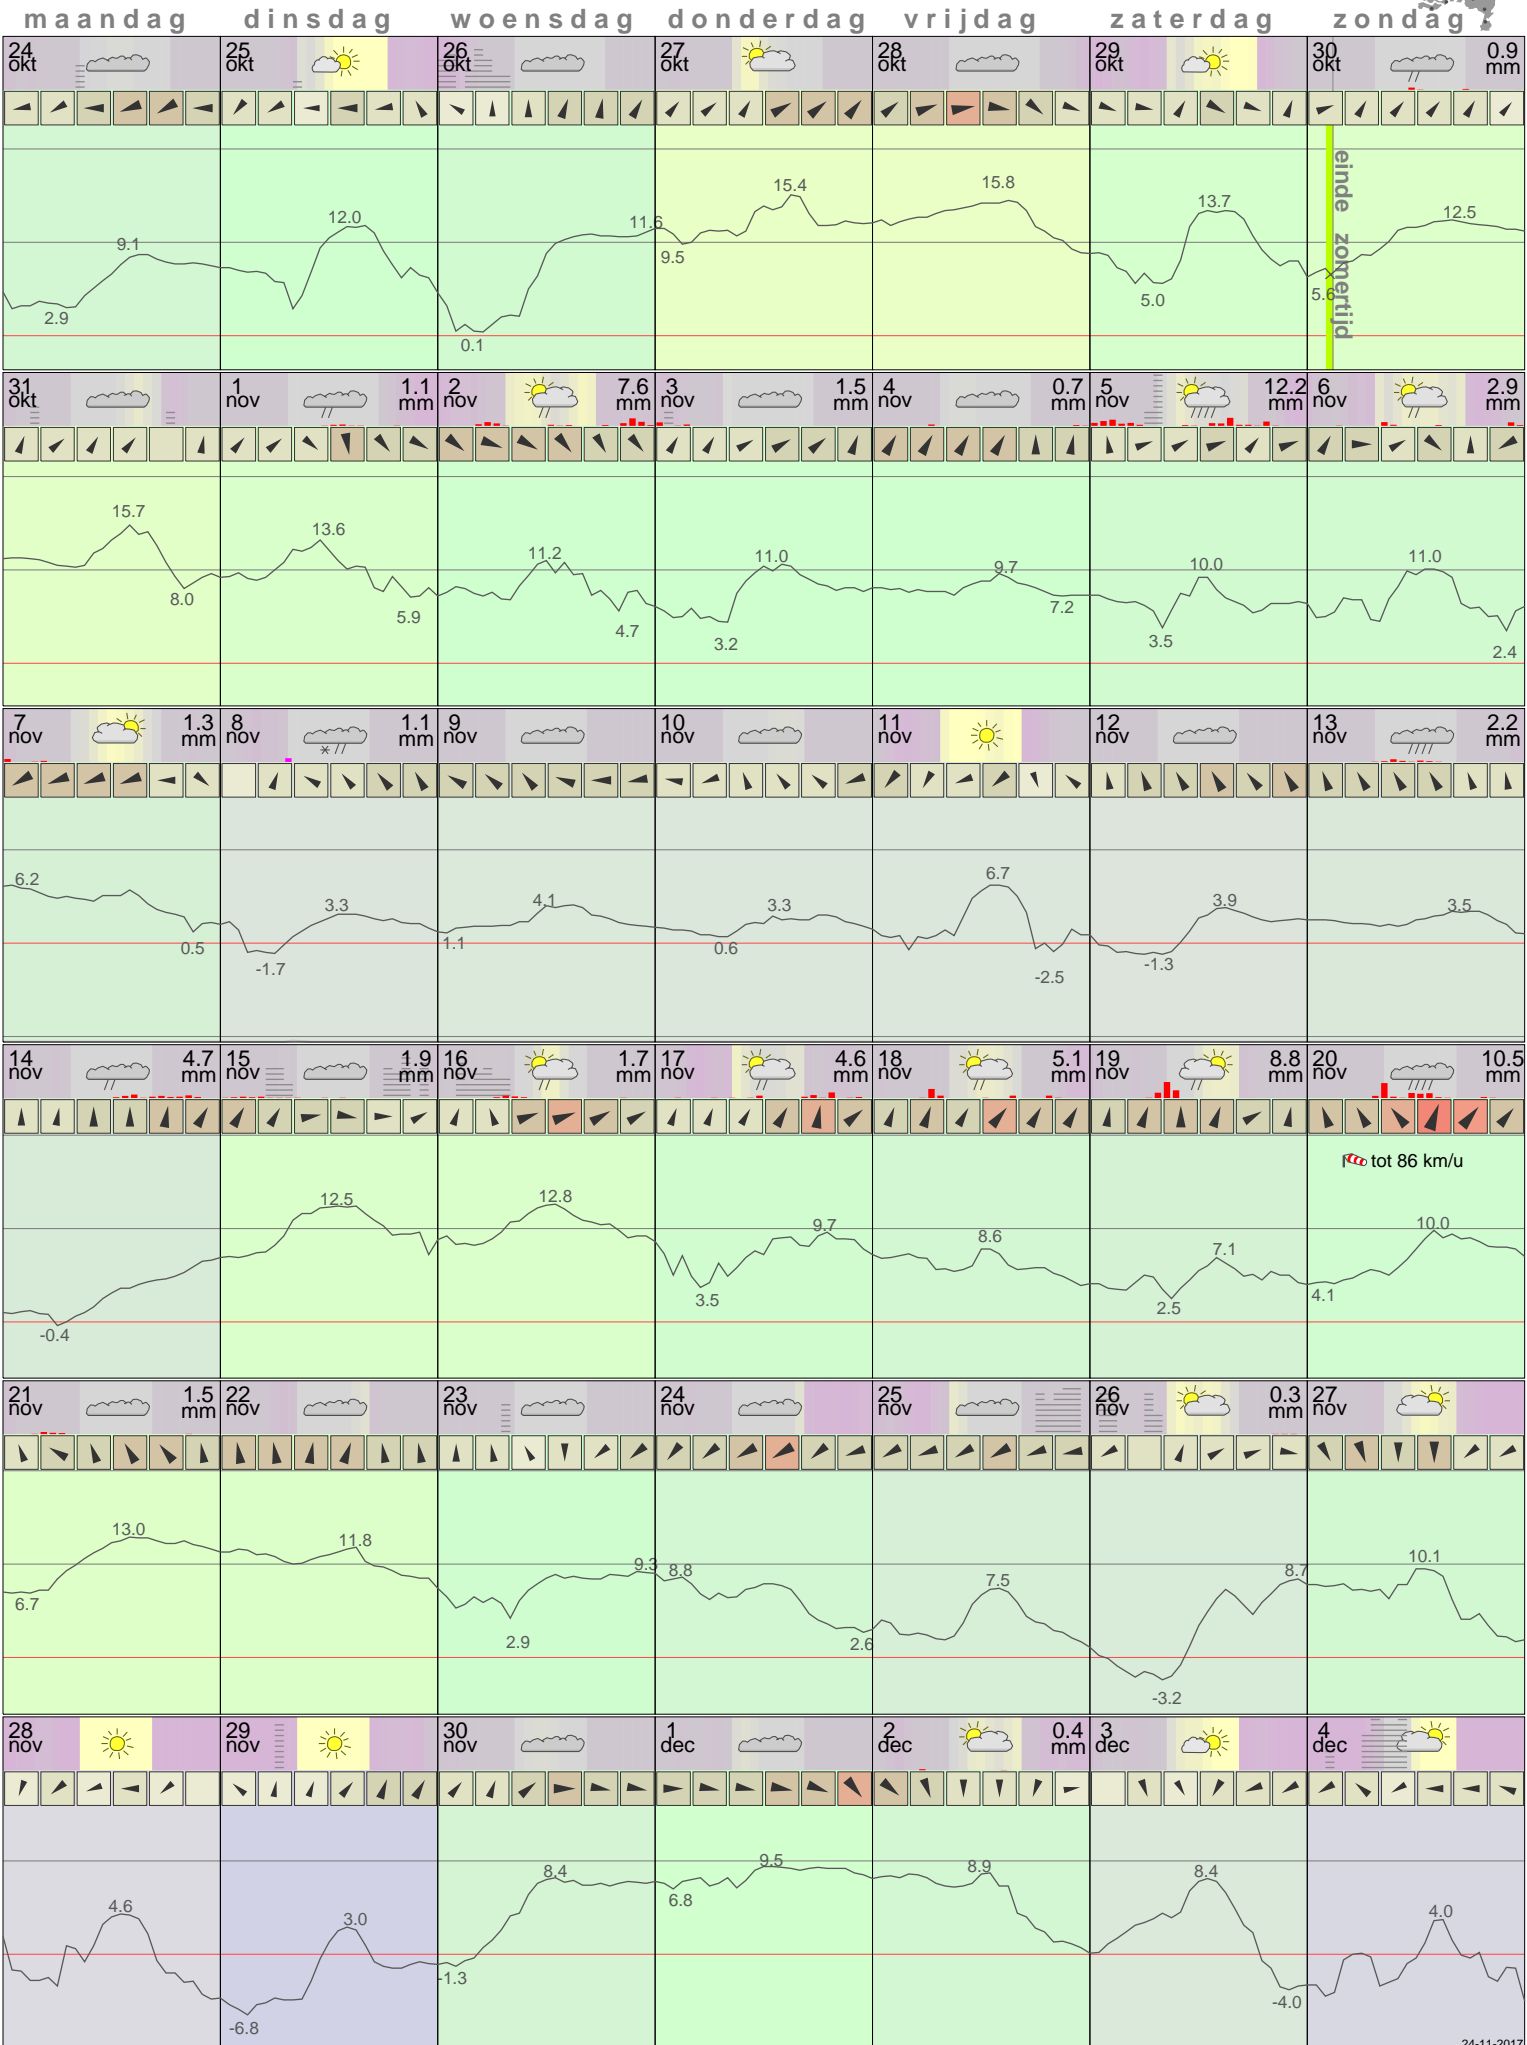 maandag dinsdag woensdag donderdag vrijdag zaterdag zondag
24 okt
25 okt
26 okt
27 okt
28 okt
29 okt
30 okt 0.9 mm
9.1
2.9
12.0
0.1
11.6
9.5
15.4
15.8
13.7
5.0
5.6
12.5
einde zomertijd
31 okt
1 nov 1.1 mm
2 nov 7.6 mm
3 nov 1.5 mm
4 nov 0.7 mm
5 nov 12.2 mm
6 nov 2.9 mm
15.7
8.0
13.6
5.9
11.2
4.7
3.2
11.0
9.7
7.2
3.5
10.0
11.0
2.4
7 nov 1.3 mm
8 nov 1.1 mm
9 nov
10 nov
11 nov
12 nov
13 nov 2.2 mm
6.2
0.5
-1.7
3.3
1.1
4.1
0.6
3.3
6.7
-2.5
-1.3
3.9
3.5
14 nov 4.7 mm
15 nov 1.9 mm
16 nov 1.7 mm
17 nov 4.6 mm
18 nov 5.1 mm
19 nov 8.8 mm
20 nov 10.5 mm
tot 86 km/u
-0.4
12.5
12.8
3.5
9.7
8.6
2.5
7.1
4.1
10.0
21 nov 1.5 mm
22 nov
23 nov
24 nov
25 nov
26 nov 0.3 mm
27 nov
6.7
13.0
11.8
2.9
9.3
8.8
2.6
7.5
-3.2
8.7
10.1
28 nov
29 nov
30 nov
1 dec
2 dec 0.4 mm
3 dec
4 dec
4.6
-6.8
3.0
-1.3
8.4
6.8
9.5
8.9
8.4
-4.0
4.0
24-11-2017